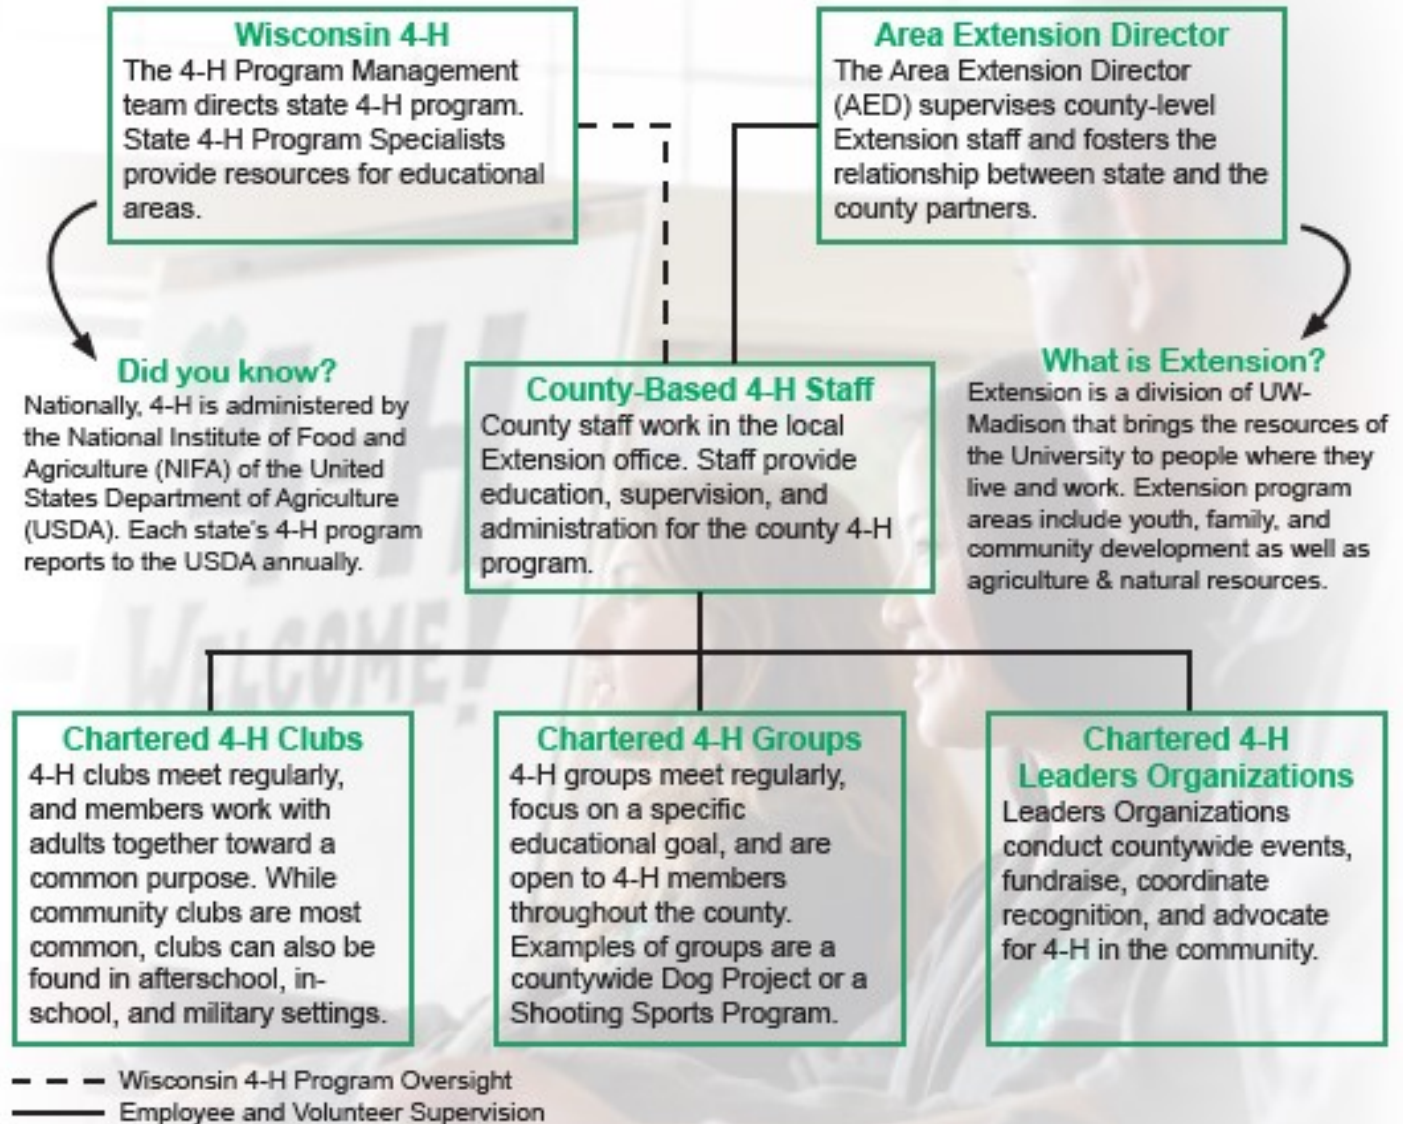 Wisconsin 4-H
The 4-H Program Management
team directs state 4-H program.
State 4-H Program Specialists
provide resources for educational
areas.
Area Extension Director
The Area Extension Director
(AED) supervises county-level
Extension staff and fosters the
relationship between state and the
county partners.
Did you know?
Nationally, 4-H is administered by
the National Institute of Food and
Agriculture (NIFA) of the United
States Department of Agriculture
(USDA). Each state's 4-H program
reports to the USDA annually.
County-Based 4-H Staff
County staff work in the local
Extension office. Staff provide
education, supervision, and
administration for the county 4-H
program.
What is Extension?
Extension is a division of UW-
Madison that brings the resources of
the University to people where they
live and work. Extension program
areas include youth, family, and
community development as well as
agriculture & natural resources.
4-H
WELCOME!
Chartered 4-H Clubs
4-H clubs meet regularly,
and members work with
adults together toward a
common purpose. While
community clubs are most
common, clubs can also be
found in afterschool, in-
school, and military settings.
Chartered 4-H Groups
4-H groups meet regularly,
focus on a specific
educational goal, and are
open to 4-H members
throughout the county.
Examples of groups are a
countywide Dog Project or a
Shooting Sports Program.
Chartered 4-H
Leaders Organizations
Leaders Organizations
conduct countywide events,
fundraise, coordinate
recognition, and advocate
for 4-H in the community.
Wisconsin 4-H Program Oversight
Employee and Volunteer Supervision